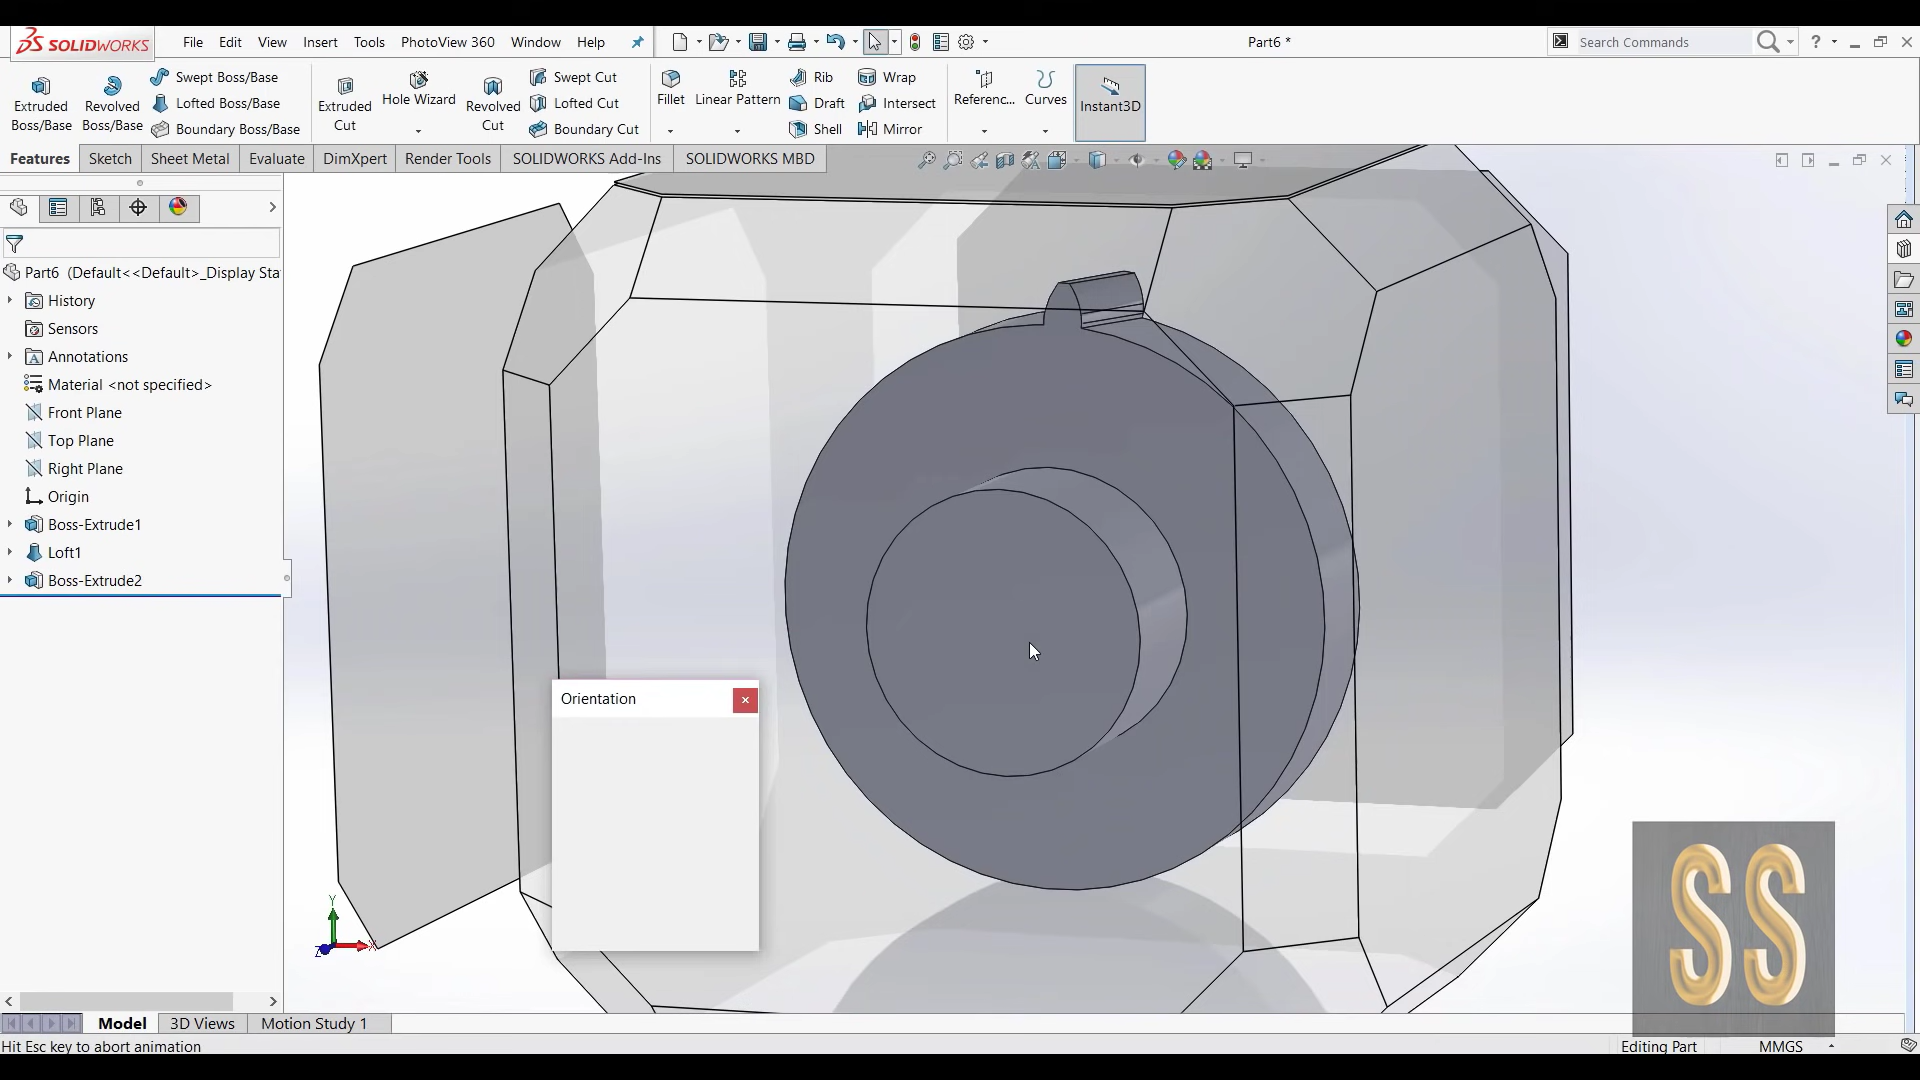 SOLIDWORKS File Edit View Insert Tools PhotoView 360 Window Help Part6 * Search Commands ?
Extruded Boss/Base
Revolved Boss/Base
Swept Boss/Base
Lofted Boss/Base
Boundary Boss/Base
Extruded Cut
Hole Wizard
Revolved Cut
Swept Cut
Lofted Cut
Boundary Cut
Fillet
Linear Pattern
Rib
Draft
Shell
Wrap
Intersect
Mirror
Referenc...
Curves
Instant3D
Features Sketch Sheet Metal Evaluate DimXpert Render Tools SOLIDWORKS Add-Ins SOLIDWORKS MBD
Part6 (Default<<Default>_Display Sta
History
Sensors
Annotations
Material <not specified>
Front Plane
Top Plane
Right Plane
Origin
Boss-Extrude1
Loft1
Boss-Extrude2
Orientation
Y
X
Z
SS
Model 3D Views Motion Study 1
Hit Esc key to abort animation Editing Part MMGS